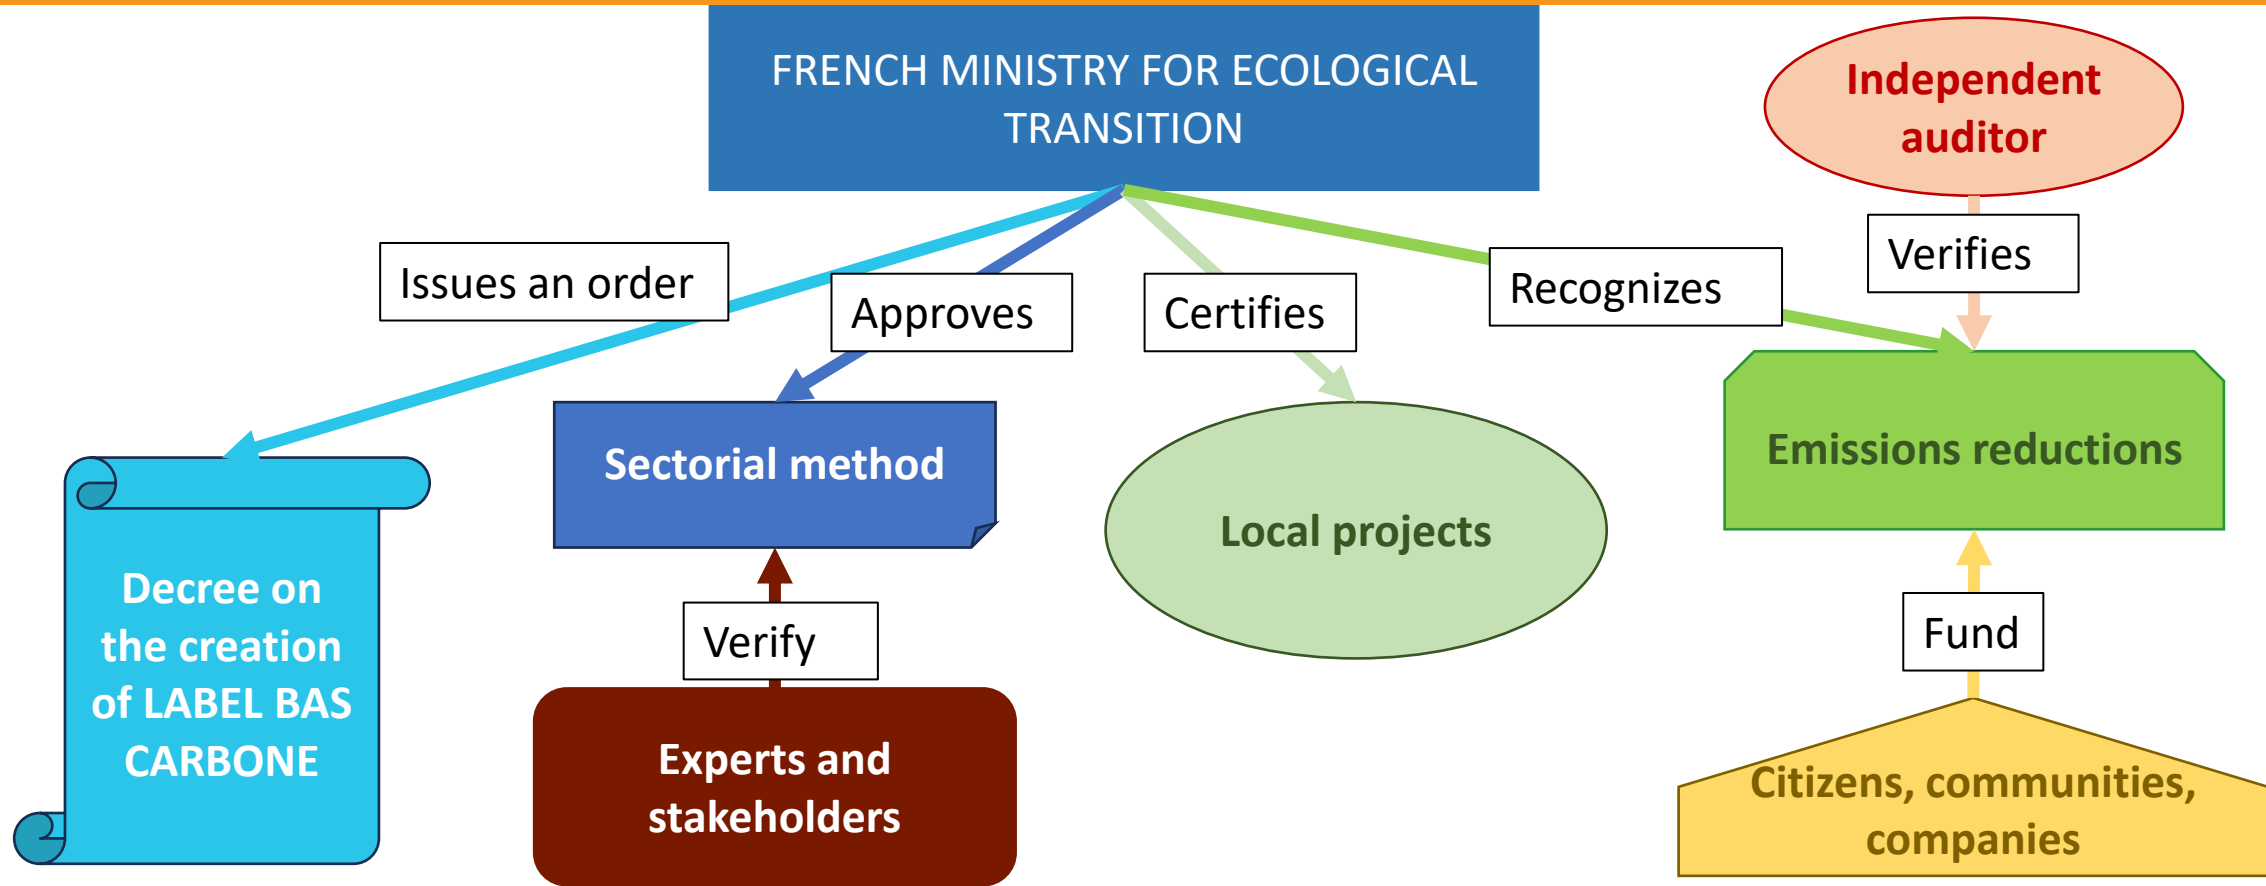 FRENCH MINISTRY FOR ECOLOGICAL
TRANSITION
Independent
auditor
Issues an order
Approves
Certifies
Recognizes
Verifies
Decree on
the creation
of LABEL BAS
CARBONE
Sectorial method
Verify
Experts and
stakeholders
Local projects
Emissions reductions
Fund
Citizens, communities,
companies